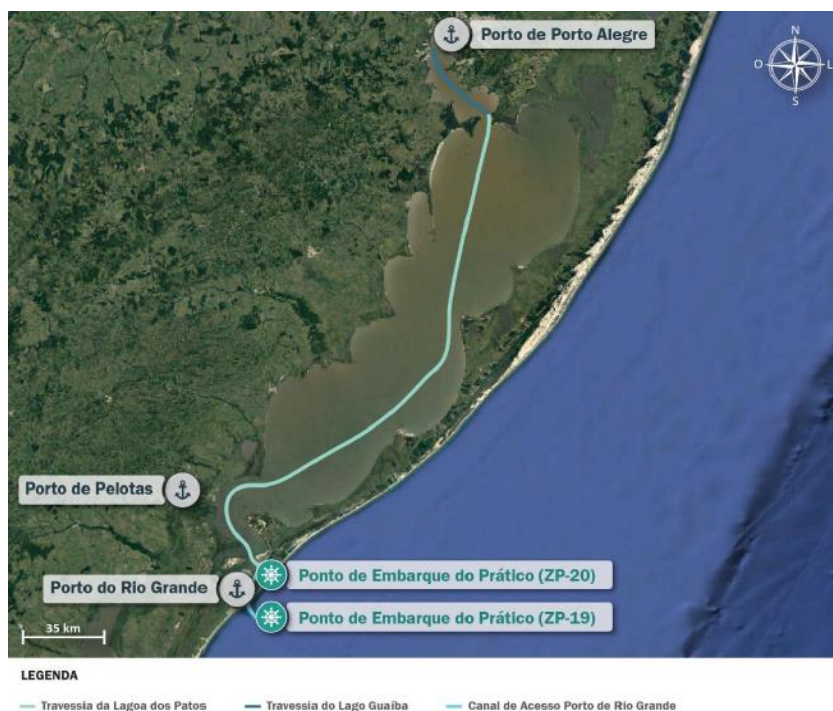 Porto de Porto Alegre
N
O L
S
Porto de Pelotas
Ponto de Embarque do Prático (ZP-20)
Porto do Rio Grande
Ponto de Embarque do Prático (ZP-19)
35 km
LEGENDA
Travessia da Lagoa dos Patos Travessia do Lago Guaíba Canal de Acesso Porto de Rio Grande